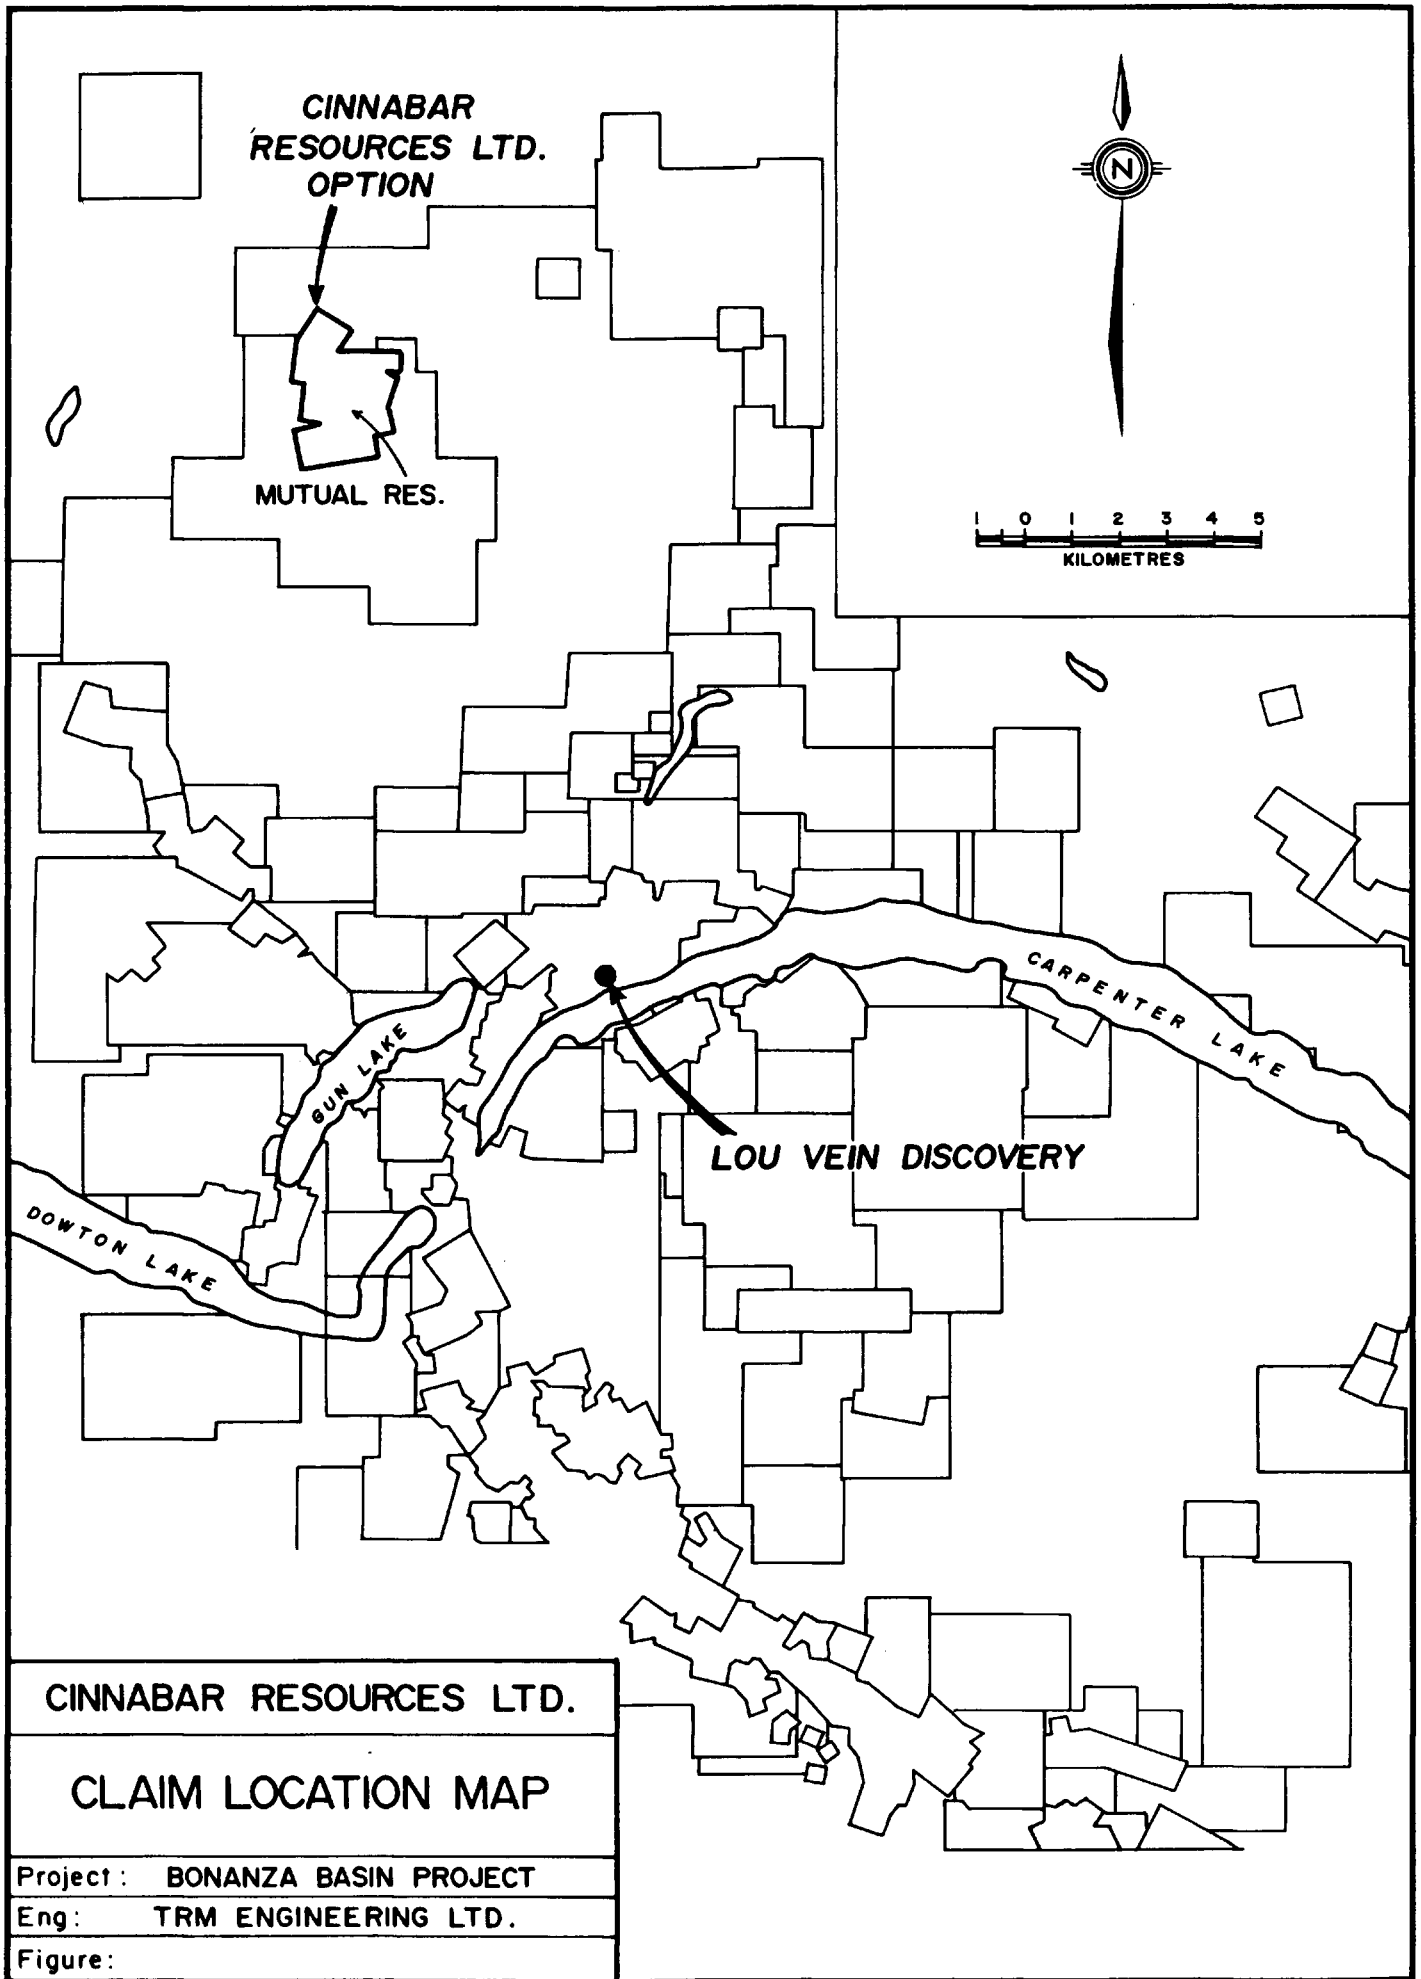 CINNABAR
RESOURCES LTD.
OPTION
N
MUTUAL RES.
1 0 1 2 3 4 5
KILOMETRES
CARPENTER LAKE
GUN LAKE
LOU VEIN DISCOVERY
DOWTON LAKE
CINNABAR RESOURCES LTD.
CLAIM LOCATION MAP
Project: BONANZA BASIN PROJECT
Eng: TRM ENGINEERING LTD.
Figure: